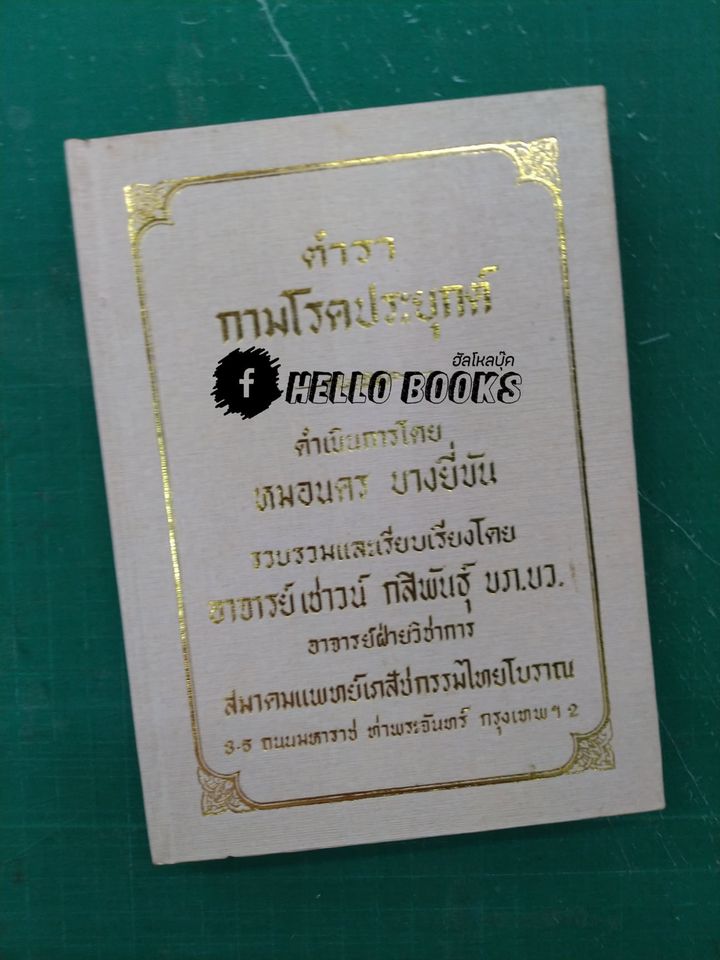 ตำรา
กามโรคประยุกต์
ฮัลโหลบุ๊ค
f HELLO BOOKS
ดำเนินการโดย
หมอนคร บางยี่ขัน
รวบรวมและเรียบเรียงโดย
อาจารย์เชาวน์ กสิพันธุ์ บภ.บว.
อาจารย์ฝ่ายวิชาการ
สมาคมแพทย์เภสัชกรรมไทยโบราณ
3-5 ถนนมหาราช ท่าพระจันทร์ กรุงเทพฯ 2